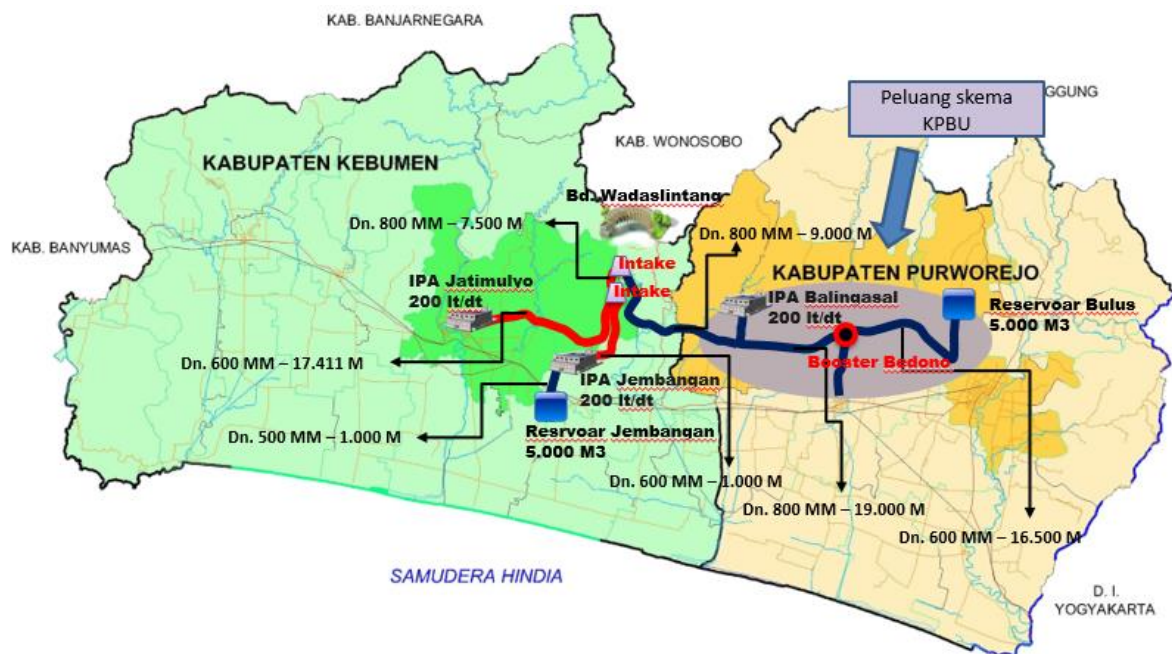 KAB. BANJARNEGARA
Peluang skema
KPBU
GGUNG
KAB. WONOSOBO
KABUPATEN KEBUMEN
Bd. Wadaslintang
Dn. 800 MM – 7.500 M
Dn. 800 MM – 9.000 M
KAB. BANYUMAS
Intake
KABUPATEN PURWOREJO
IPA Jatimulyo
200 lt/dt
Intake
IPA Balingasal
200 lt/dt
Reservoar Bulus
5.000 M3
Dn. 600 MM – 17.411 M
Booster Bedono
IPA Jembangan
200 lt/dt
Dn. 500 MM – 1.000 M
Resrvoar Jembangan
5.000 M3
Dn. 600 MM – 1.000 M
Dn. 800 MM – 19.000 M
Dn. 600 MM – 16.500 M
SAMUDERA HINDIA
D. I.
YOGYAKARTA